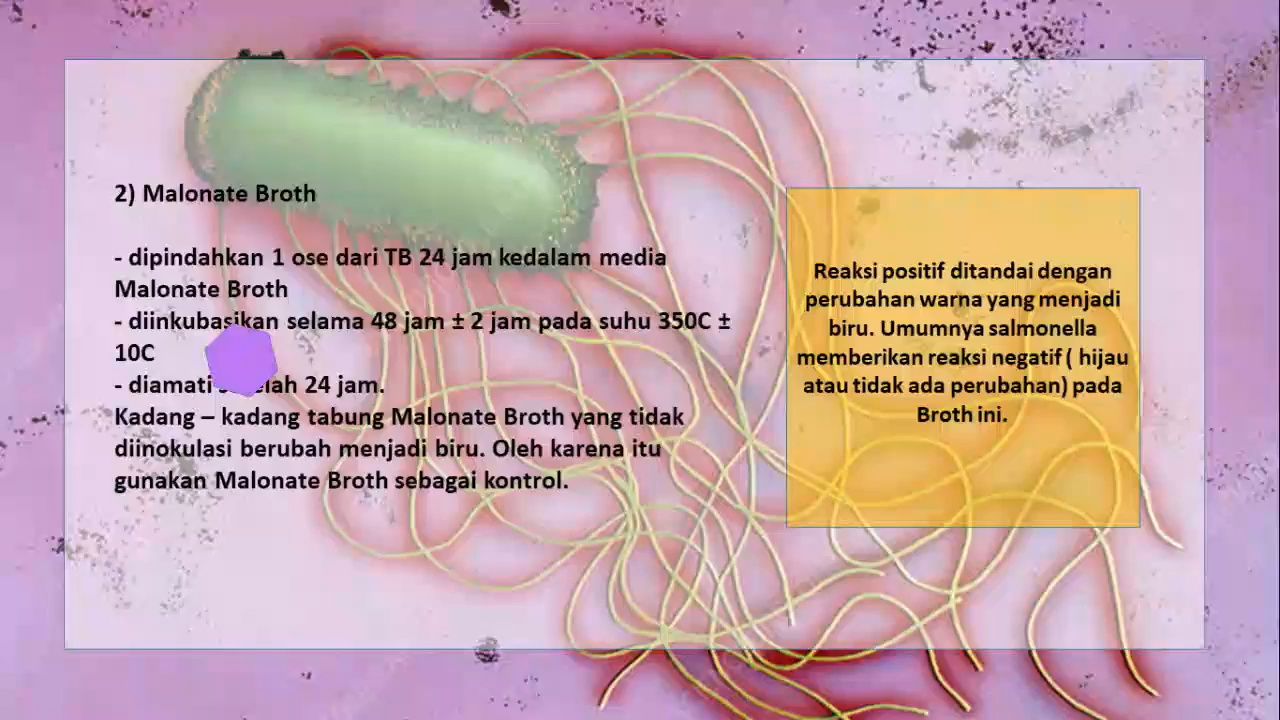 2) Malonate Broth
- dipindahkan 1 ose dari TB 24 jam kedalam media
Malonate Broth
- diinkubasikan selama 48 jam ± 2 jam pada suhu 350C ±
10C
- diamati 24 jam.
Kadang – kadang tabung Malonate Broth yang tidak
diinokulasi berubah menjadi biru. Oleh karena itu
gunakan Malonate Broth sebagai kontrol.
Reaksi positif ditandai dengan
perubahan warna yang menjadi
biru. Umumnya salmonella
memberikan reaksi negatif ( hijau
atau tidak ada perubahan) pada
Broth ini.